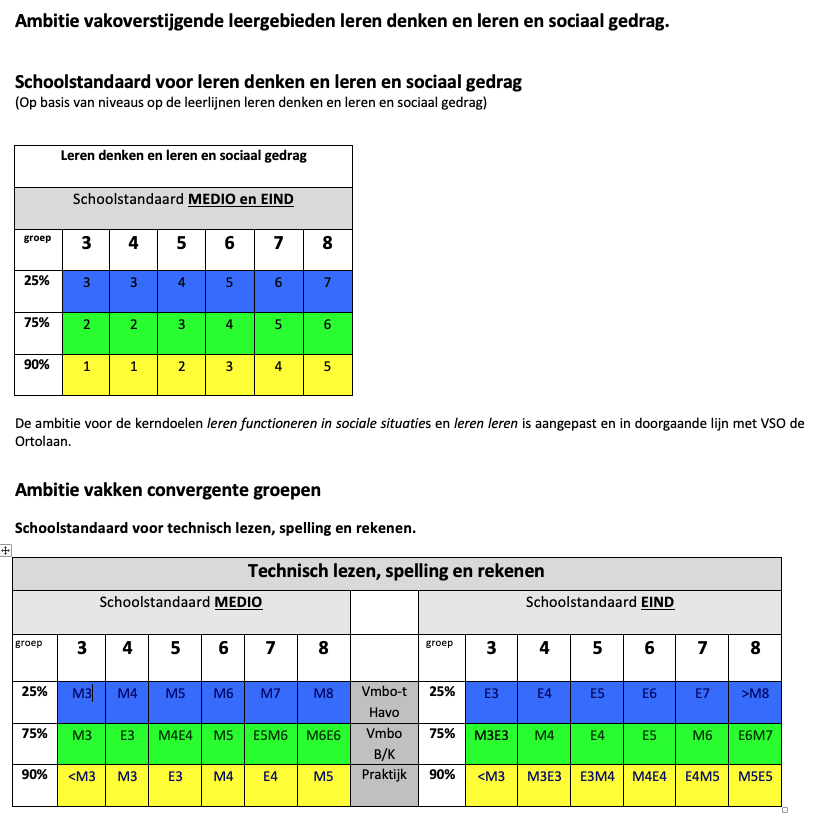 Ambitie vakoverstijgende leergebieden leren denken en leren en sociaal gedrag.
Schoolstandaard voor leren denken en leren en sociaal gedrag
(Op basis van niveaus op de leerlijnen leren denken en leren en sociaal gedrag)
Leren denken en leren en sociaal gedrag
Schoolstandaard MEDIO en EIND
groep 3 4 5 6 7 8
25% 3 3 4 5 6 7
75% 2 2 3 4 5 6
90% 1 1 2 3 4 5
De ambitie voor de kerndoelen leren functioneren in sociale situaties en leren leren is aangepast en in doorgaande lijn met VSO de
Ortolaan.
Ambitie vakken convergente groepen
Schoolstandaard voor technisch lezen, spelling en rekenen.
Technisch lezen, spelling en rekenen
Schoolstandaard MEDIO Schoolstandaard EIND
groep 3 4 5 6 7 8 groep 3 4 5 6 7 8
25% M3 M4 M5 M6 M7 M8 Vmbo-t 25% E3 E4 E5 E6 E7 >M8
Havo
75% M3 E3 M4E4 M5 E5M6 M6E6 Vmbo 75% M3E3 M4 E4 E5 M6 E6M7
B/K
90% <M3 M3 E3 M4 E4 M5 Praktijk 90% <M3 M3E3 E3M4 M4E4 E4M5 M5E5